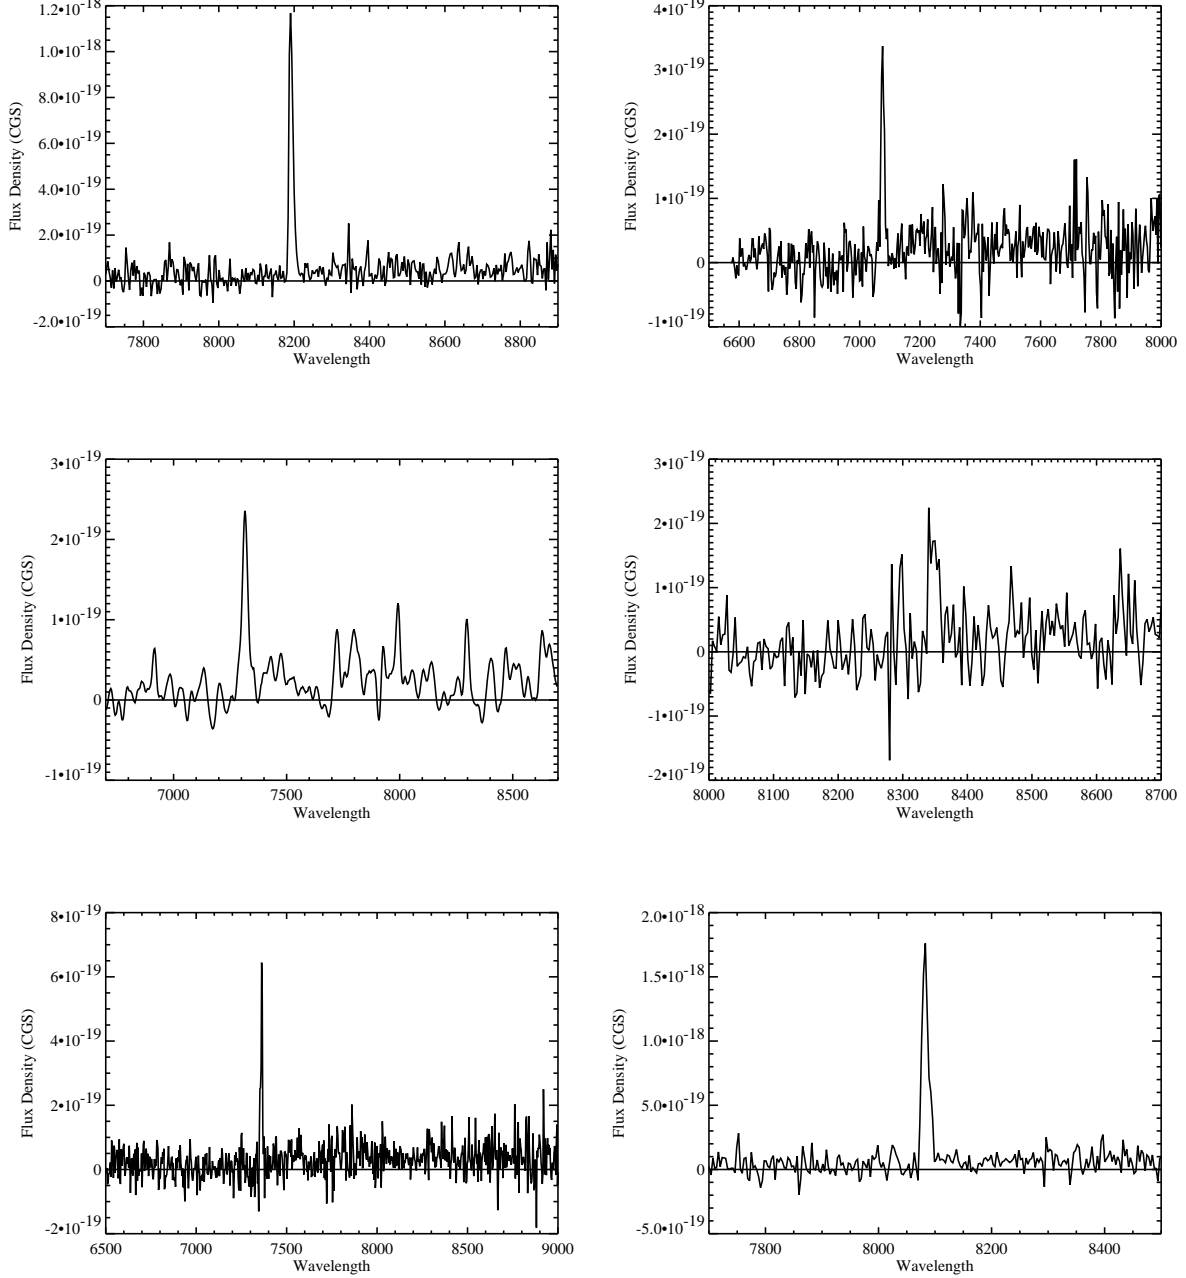 1.2•10-18
1.0•10-18
8.0•10-19
6.0•10-19
4.0•10-19
2.0•10-19
0
-2.0•10-19
Flux Density (CGS)
7800 8000 8200 8400 8600 8800
Wavelength
4•10-19
3•10-19
2•10-19
1•10-19
0
-1•10-19
Flux Density (CGS)
6600 6800 7000 7200 7400 7600 7800 8000
Wavelength
3•10-19
2•10-19
1•10-19
0
-1•10-19
Flux Density (CGS)
7000 7500 8000 8500
Wavelength
3•10-19
2•10-19
1•10-19
0
-1•10-19
-2•10-19
Flux Density (CGS)
8000 8100 8200 8300 8400 8500 8600 8700
Wavelength
8•10-19
6•10-19
4•10-19
2•10-19
0
-2•10-19
Flux Density (CGS)
6500 7000 7500 8000 8500 9000
Wavelength
2.0•10-18
1.5•10-18
1.0•10-18
5.0•10-19
0
-5.0•10-19
Flux Density (CGS)
7800 8000 8200 8400
Wavelength